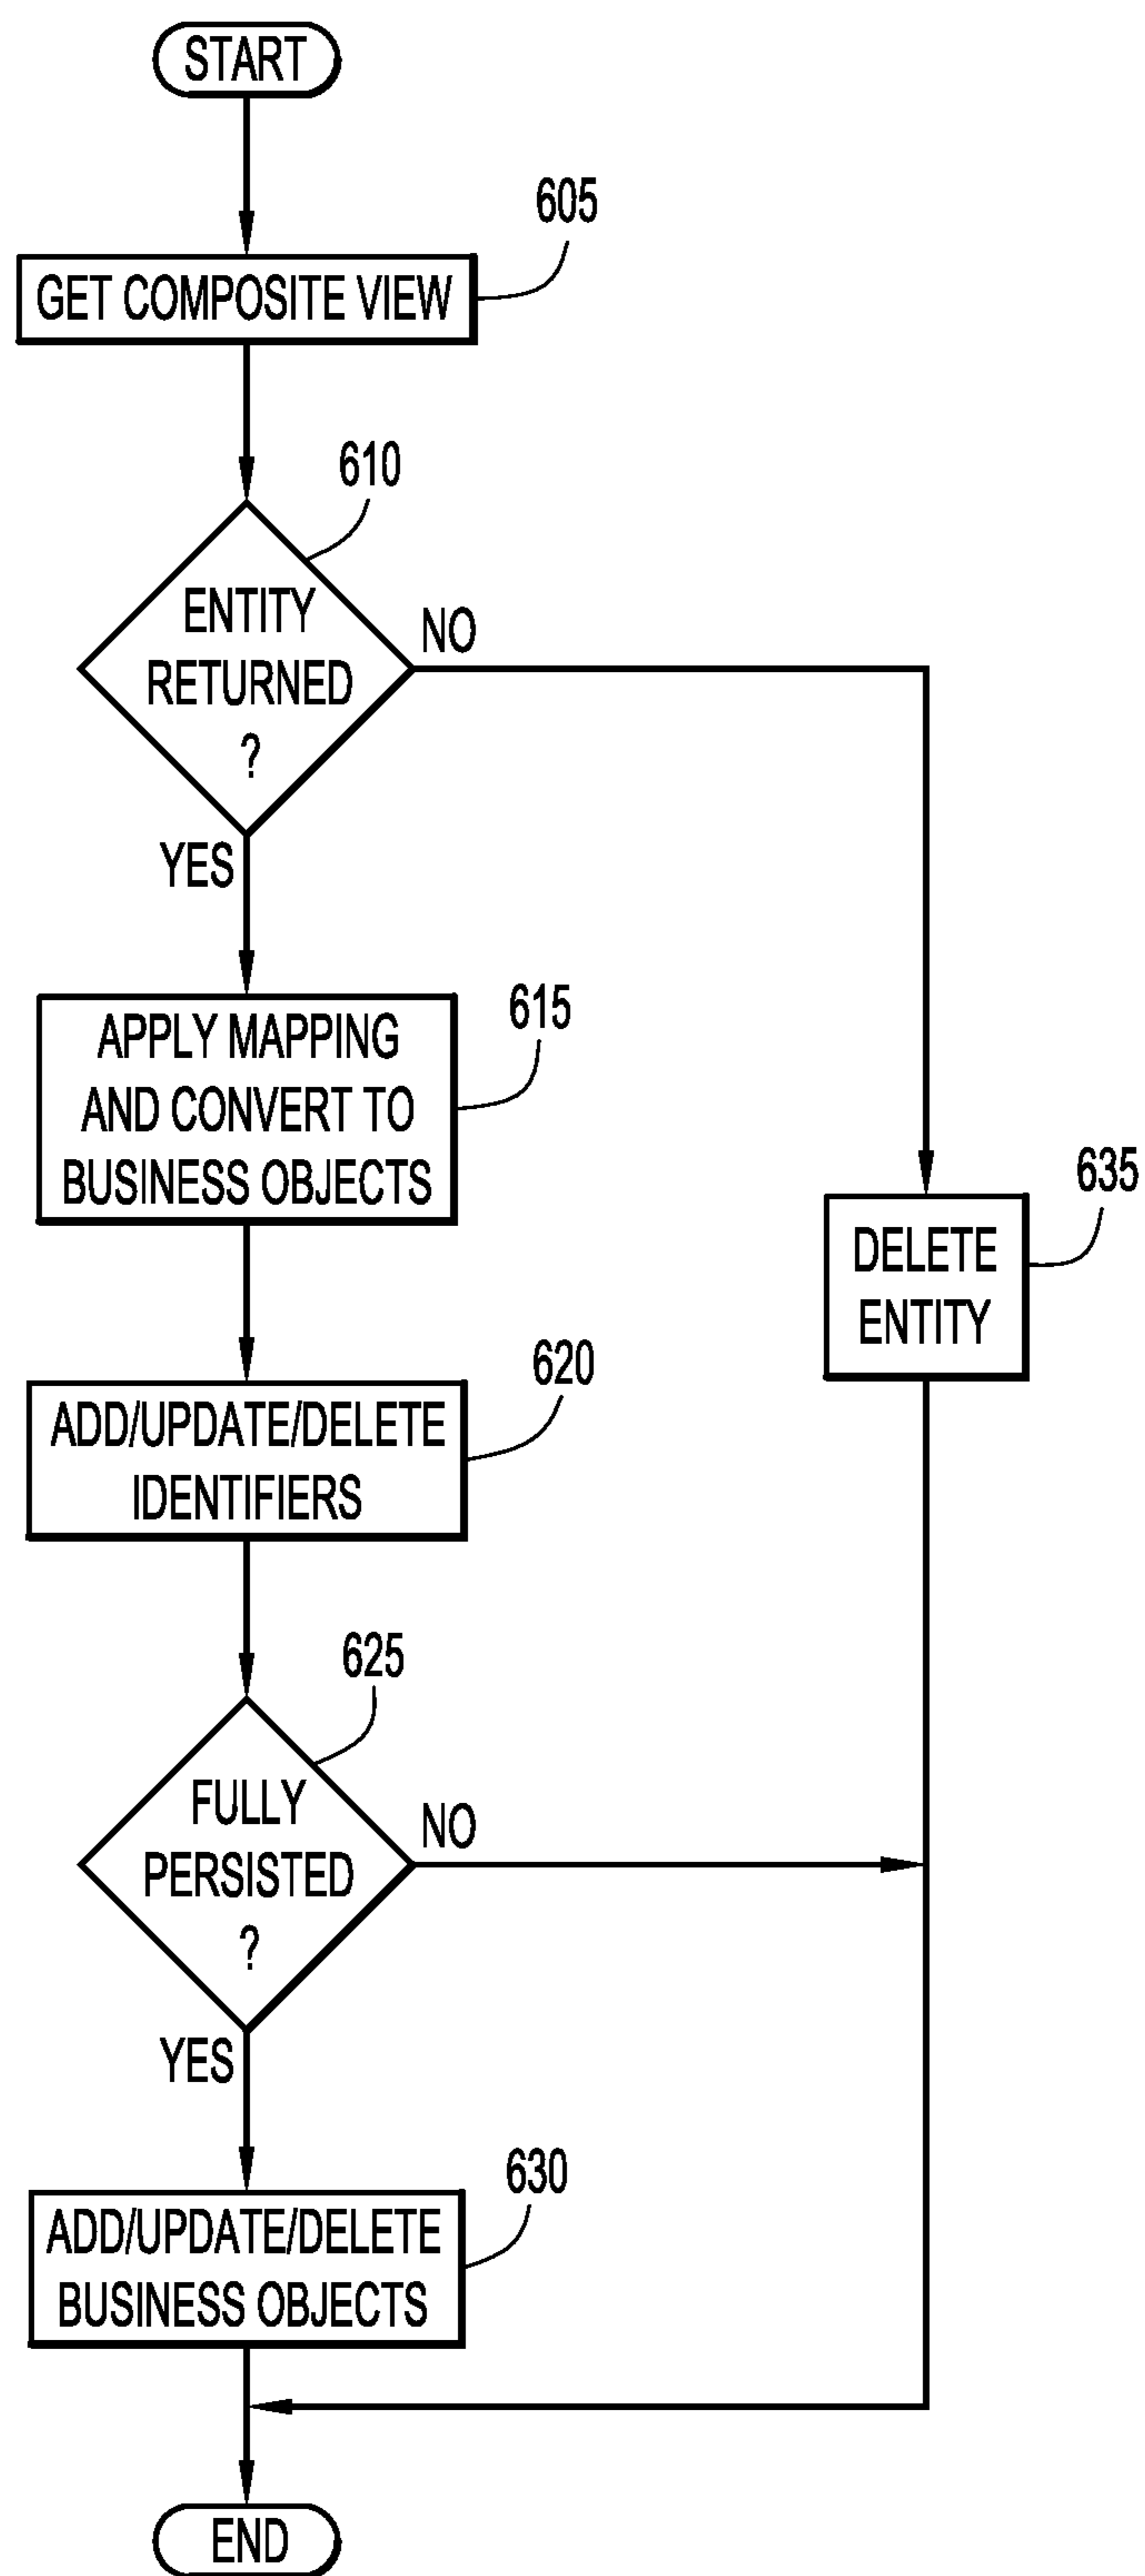 START
605
GET COMPOSITE VIEW
610
ENTITY
RETURNED
?
NO
YES
615
APPLY MAPPING
AND CONVERT TO
BUSINESS OBJECTS
635
DELETE
ENTITY
620
ADD/UPDATE/DELETE
IDENTIFIERS
625
FULLY
PERSISTED
?
NO
YES
630
ADD/UPDATE/DELETE
BUSINESS OBJECTS
END